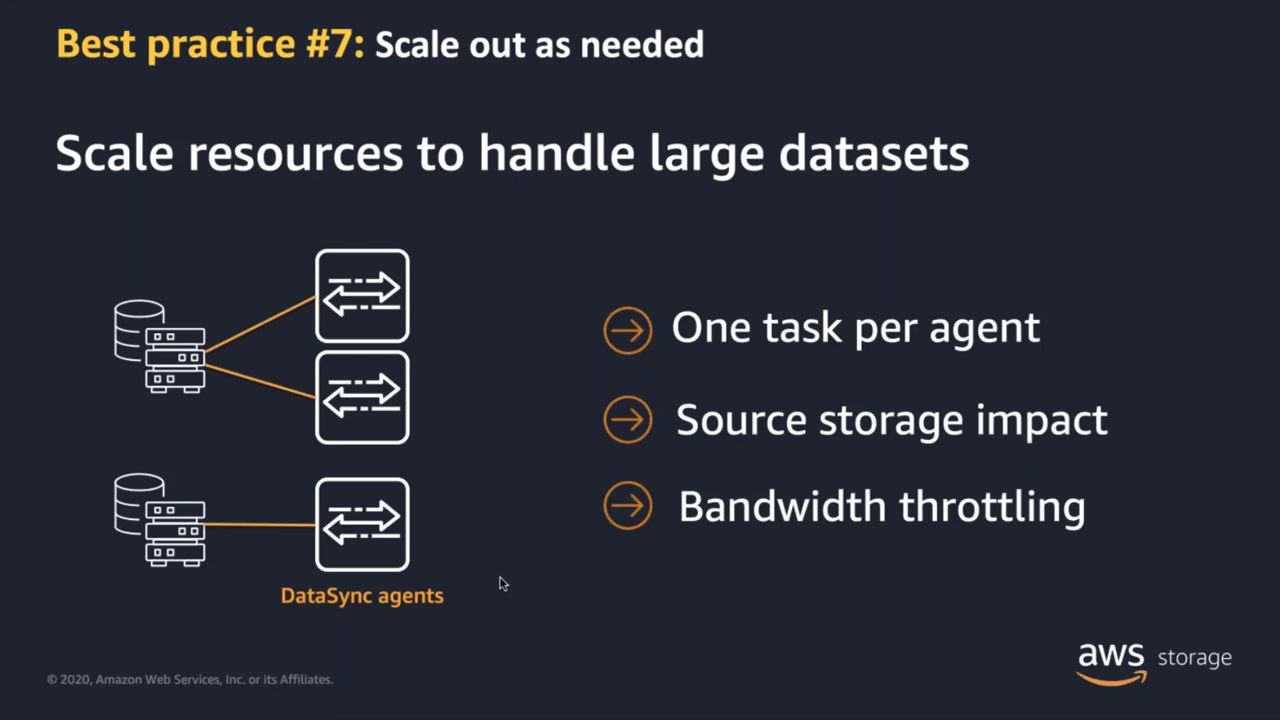 Best practice #7: Scale out as needed
Scale resources to handle large datasets
One task per agent
Source storage impact
Bandwidth throttling
DataSync agents
© 2020, Amazon Web Services, Inc. or its Affiliates.
aws storage